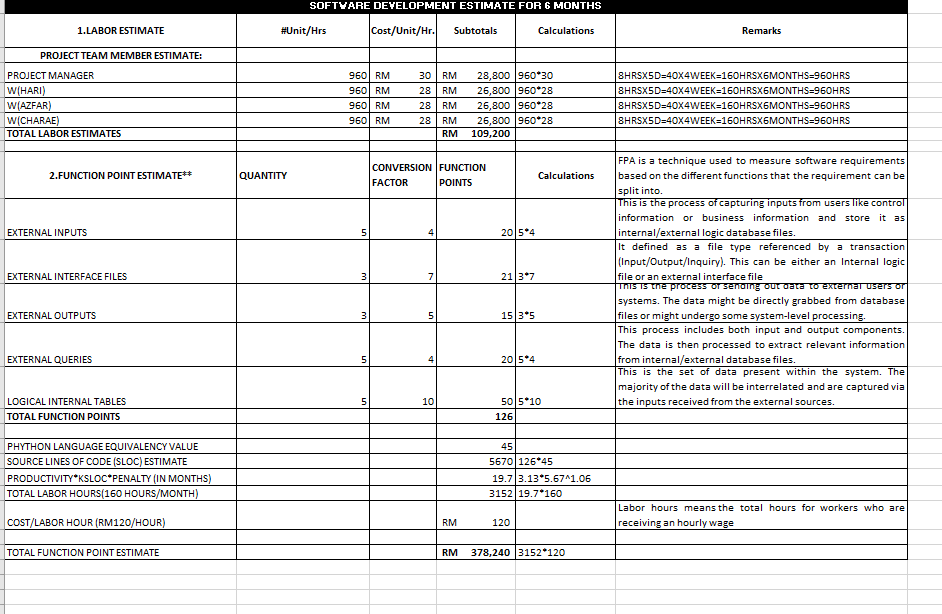 SOFTWARE DEVELOPMENT ESTIMATE FOR 6 MONTHS
1.LABOR ESTIMATE #Unit/Hrs Cost/Unit/Hr. Subtotals Calculations Remarks
PROJECT TEAM MEMBER ESTIMATE:
PROJECT MANAGER 960 RM 30 RM 28,800 960*30 8HRSX5D=40X4WEEK=160HRSX6MONTHS=960HRS
W(HARI) 960 RM 28 RM 26,800 960*28 8HRSX5D=40X4WEEK=160HRSX6MONTHS=960HRS
W(AZFAR) 960 RM 28 RM 26,800 960*28 8HRSX5D=40X4WEEK=160HRSX6MONTHS=960HRS
W(CHARAE) 960 RM 28 RM 26,800 960*28 8HRSX5D=40X4WEEK=160HRSX6MONTHS=960HRS
TOTAL LABOR ESTIMATES RM 109,200
2.FUNCTION POINT ESTIMATE** QUANTITY
CONVERSION
FACTOR
FUNCTION
POINTS
Calculations
FPA is a technique used to measure software requirements
based on the different functions that the requirement can be
split into.
This is the process of capturing inputs from users like control
information or business information and store it as
internal/external logic database files.
EXTERNAL INPUTS 5 4 20 5*4
It defined as a file type referenced by a transaction
(Input/Output/Inquiry). This can be either an Internal logic
file or an external interface file
EXTERNAL INTERFACE FILES 3 7 21 3*7
This is the process of sending out data to external users or
systems. The data might be directly grabbed from database
files or might undergo some system-level processing.
EXTERNAL OUTPUTS 3 5 15 3*5
This process includes both input and output components.
The data is then processed to extract relevant information
from internal/external database files.
EXTERNAL QUERIES 5 4 20 5*4
This is the set of data present within the system. The
majority of the data will be interrelated and are captured via
the inputs received from the external sources.
LOGICAL INTERNAL TABLES 5 10 50 5*10
TOTAL FUNCTION POINTS 126
PHYTHON LANGUAGE EQUIVALENCY VALUE 45
SOURCE LINES OF CODE (SLOC) ESTIMATE 5670 126*45
PRODUCTIVITY*KSLOC*PENALTY (IN MONTHS) 19.7 3.13*5.67^1.06
TOTAL LABOR HOURS(160 HOURS/MONTH) 3152 19.7*160
Labor hours means the total hours for workers who are
receiving an hourly wage
COST/LABOR HOUR (RM120/HOUR) RM 120
TOTAL FUNCTION POINT ESTIMATE RM 378,240 3152*120